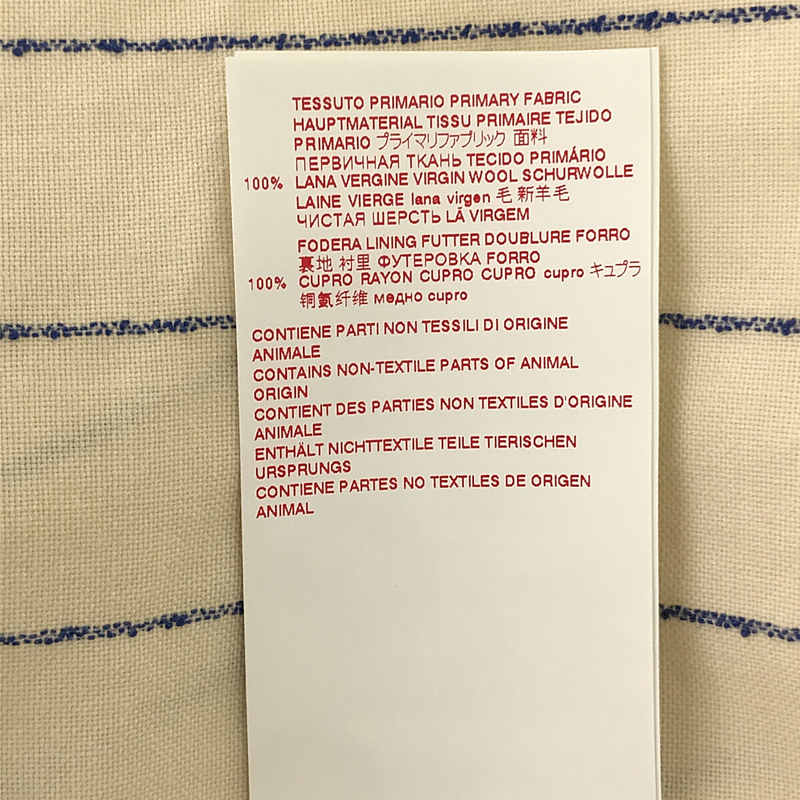 TESSUTO PRIMARIO PRIMARY FABRIC
HAUPTMATERIAL TISSU PRIMAIRE TEJIDO
PRIMARIO プライマリファブリック 面料
ПЕРВИЧНАЯ ТКАНЬ TECIDO PRIMÁRIO
100% LANA VERGINE VIRGIN WOOL SCHURWOLLE
LAINE VIERGE lana virgen 毛 新羊毛
ЧИСТАЯ ШЕРСТЬ LÃ VIRGEM
FODERA LINING FUTTER DOUBLURE FORRO
裏地 衬里 ФУТЕРОВКА FORRO
100% CUPRO RAYON CUPRO CUPRO cupro キュプラ
铜氨纤维 медно cupro
CONTIENE PARTI NON TESSILI DI ORIGINE
ANIMALE
CONTAINS NON-TEXTILE PARTS OF ANIMAL
ORIGIN
CONTIENT DES PARTIES NON TEXTILES D'ORIGINE
ANIMALE
ENTHÄLT NICHTTEXTILE TEILE TIERISCHEN
URSPRUNGS
CONTIENE PARTES NO TEXTILES DE ORIGEN
ANIMAL